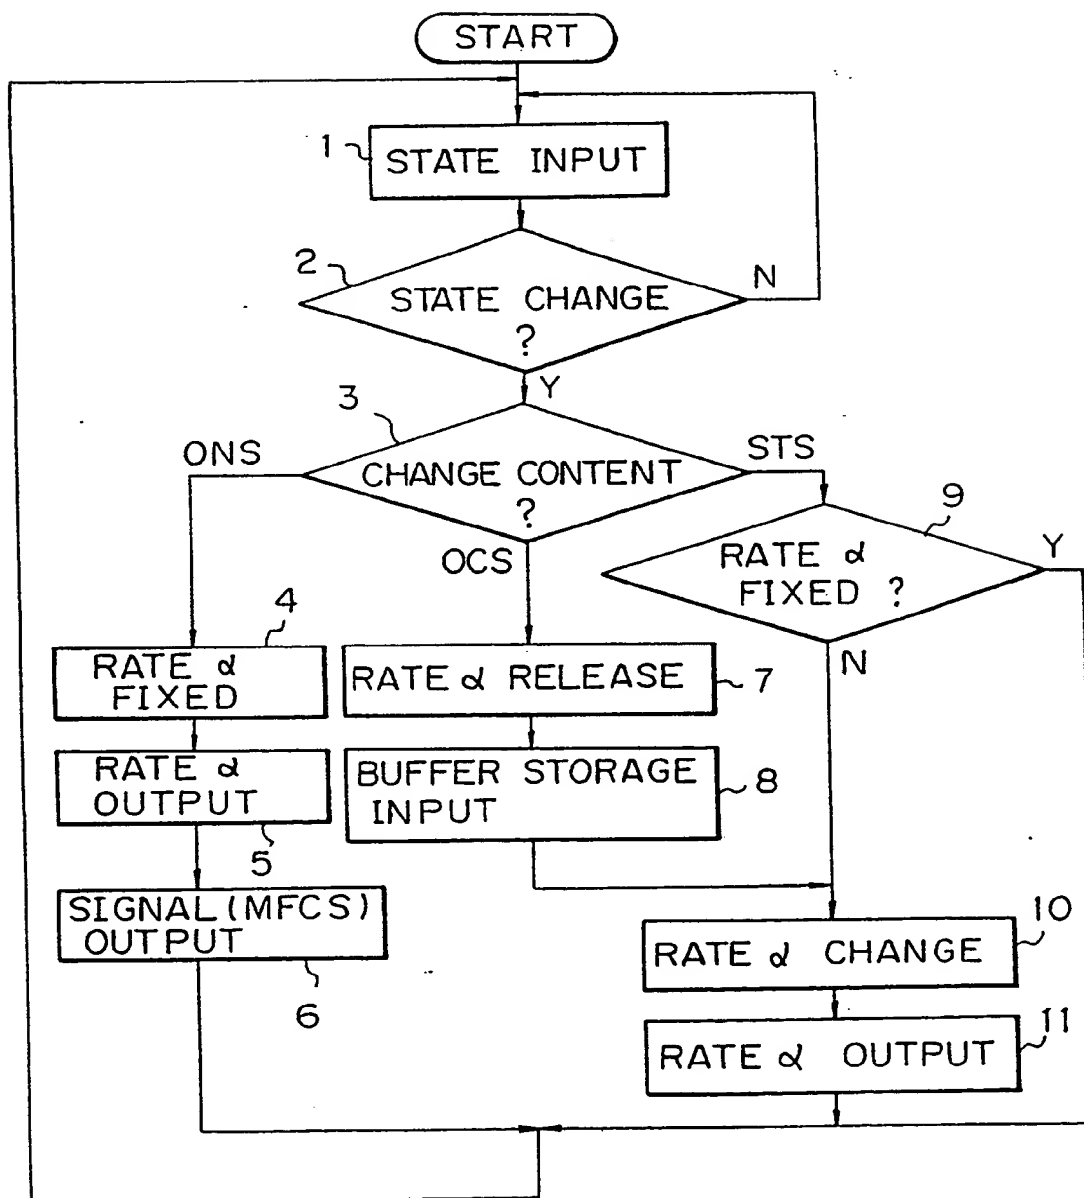 START
1
STATE INPUT
2
STATE CHANGE
?
N
Y
3
ONS
CHANGE CONTENT
?
STS
OCS
9
RATE α
FIXED ?
Y
N
4
RATE α
FIXED
RATE α RELEASE
7
RATE α
OUTPUT
5
BUFFER STORAGE
INPUT
8
SIGNAL (MFCS)
OUTPUT
6
10
RATE α CHANGE
11
RATE α OUTPUT